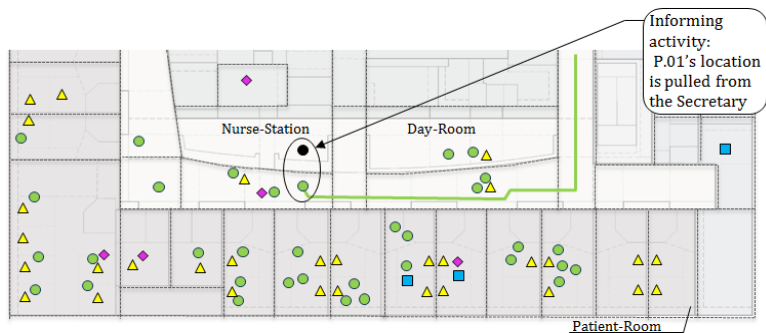 Informing
activity:
P.01's location
is pulled from
the Secretary
Nurse-Station
Day-Room
Patient-Room